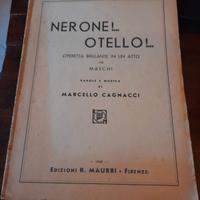 NERONE!..
OTELLO!..
OPERETTA BRILLANTE IN UN ATTO
PER
MASCHI
PAROLE E MUSICA
DI
MARCELLO CAGNACCI
EDIZIONI R. MAURRI - FIRENZE